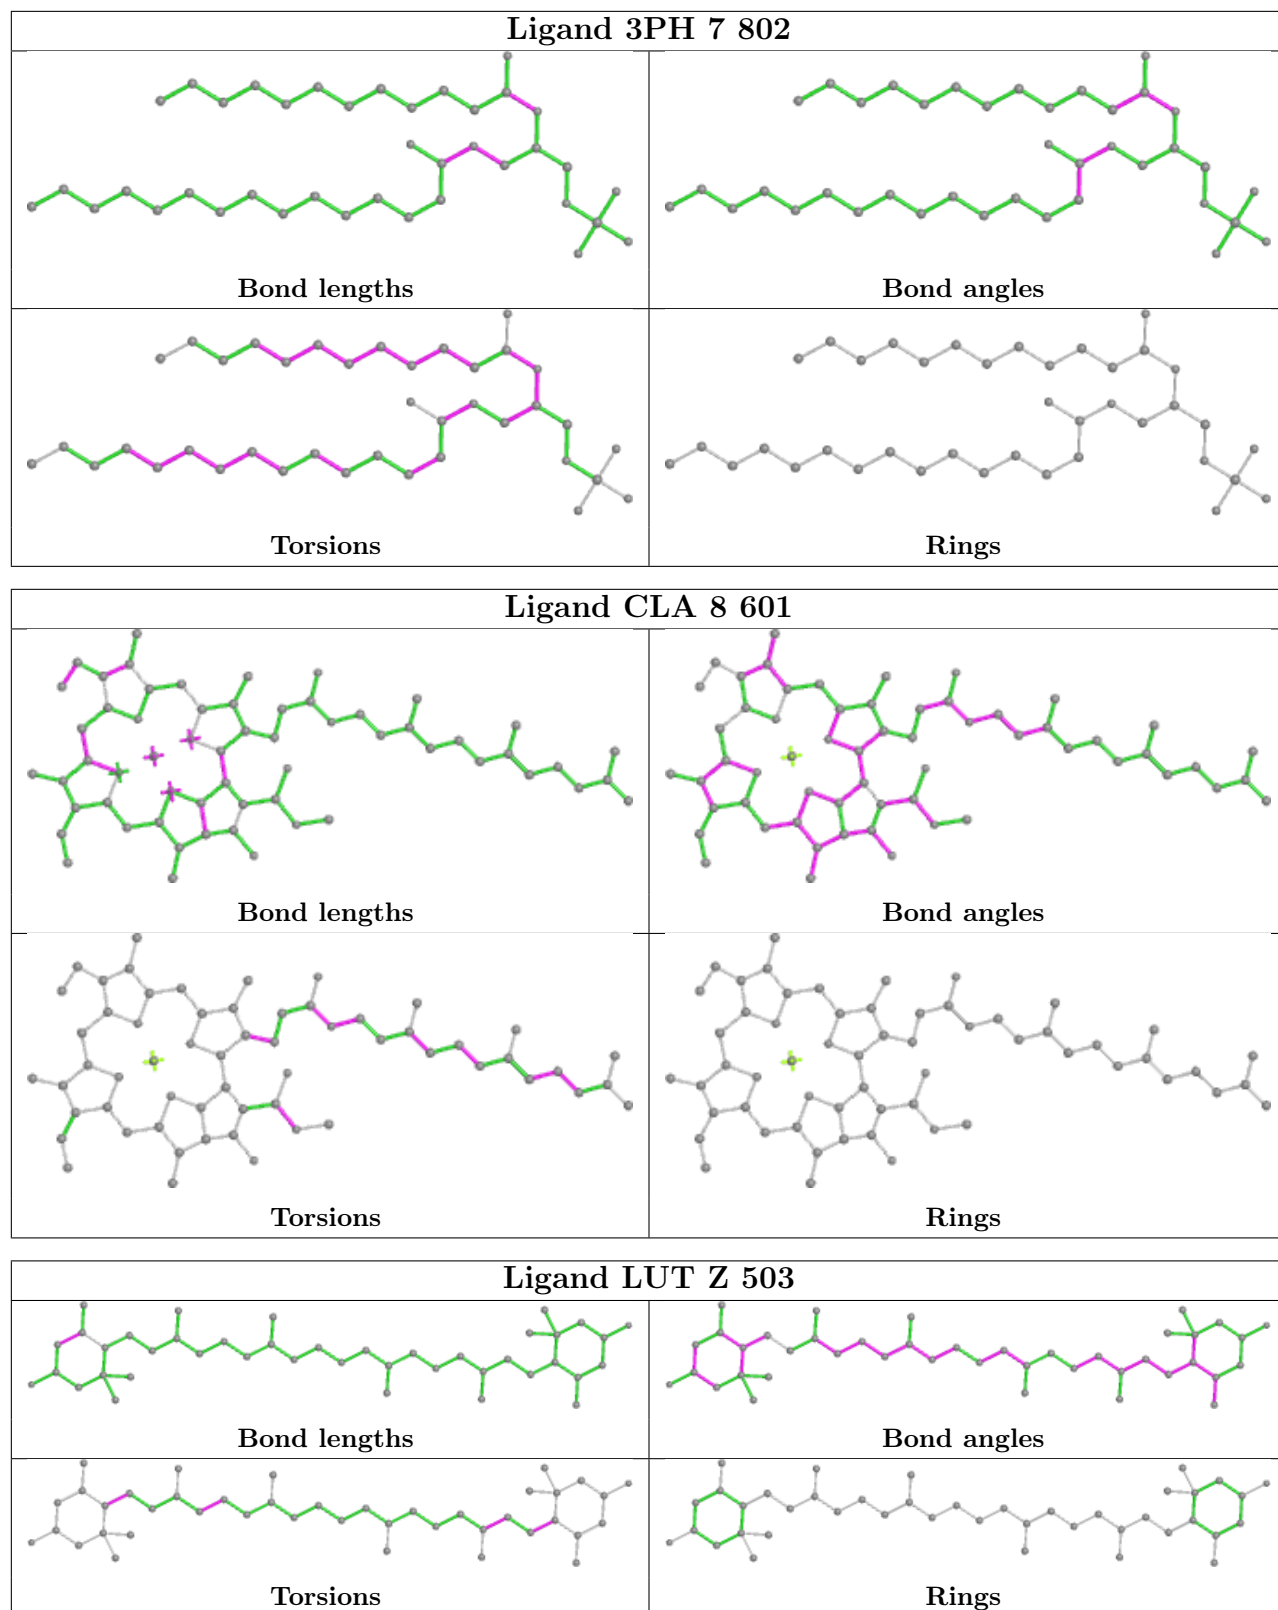 Ligand 3PH 7 802
Bond lengths
Bond angles
Torsions
Rings
Ligand CLA 8 601
Bond lengths
Bond angles
Torsions
Rings
Ligand LUT Z 503
Bond lengths
Bond angles
Torsions
Rings